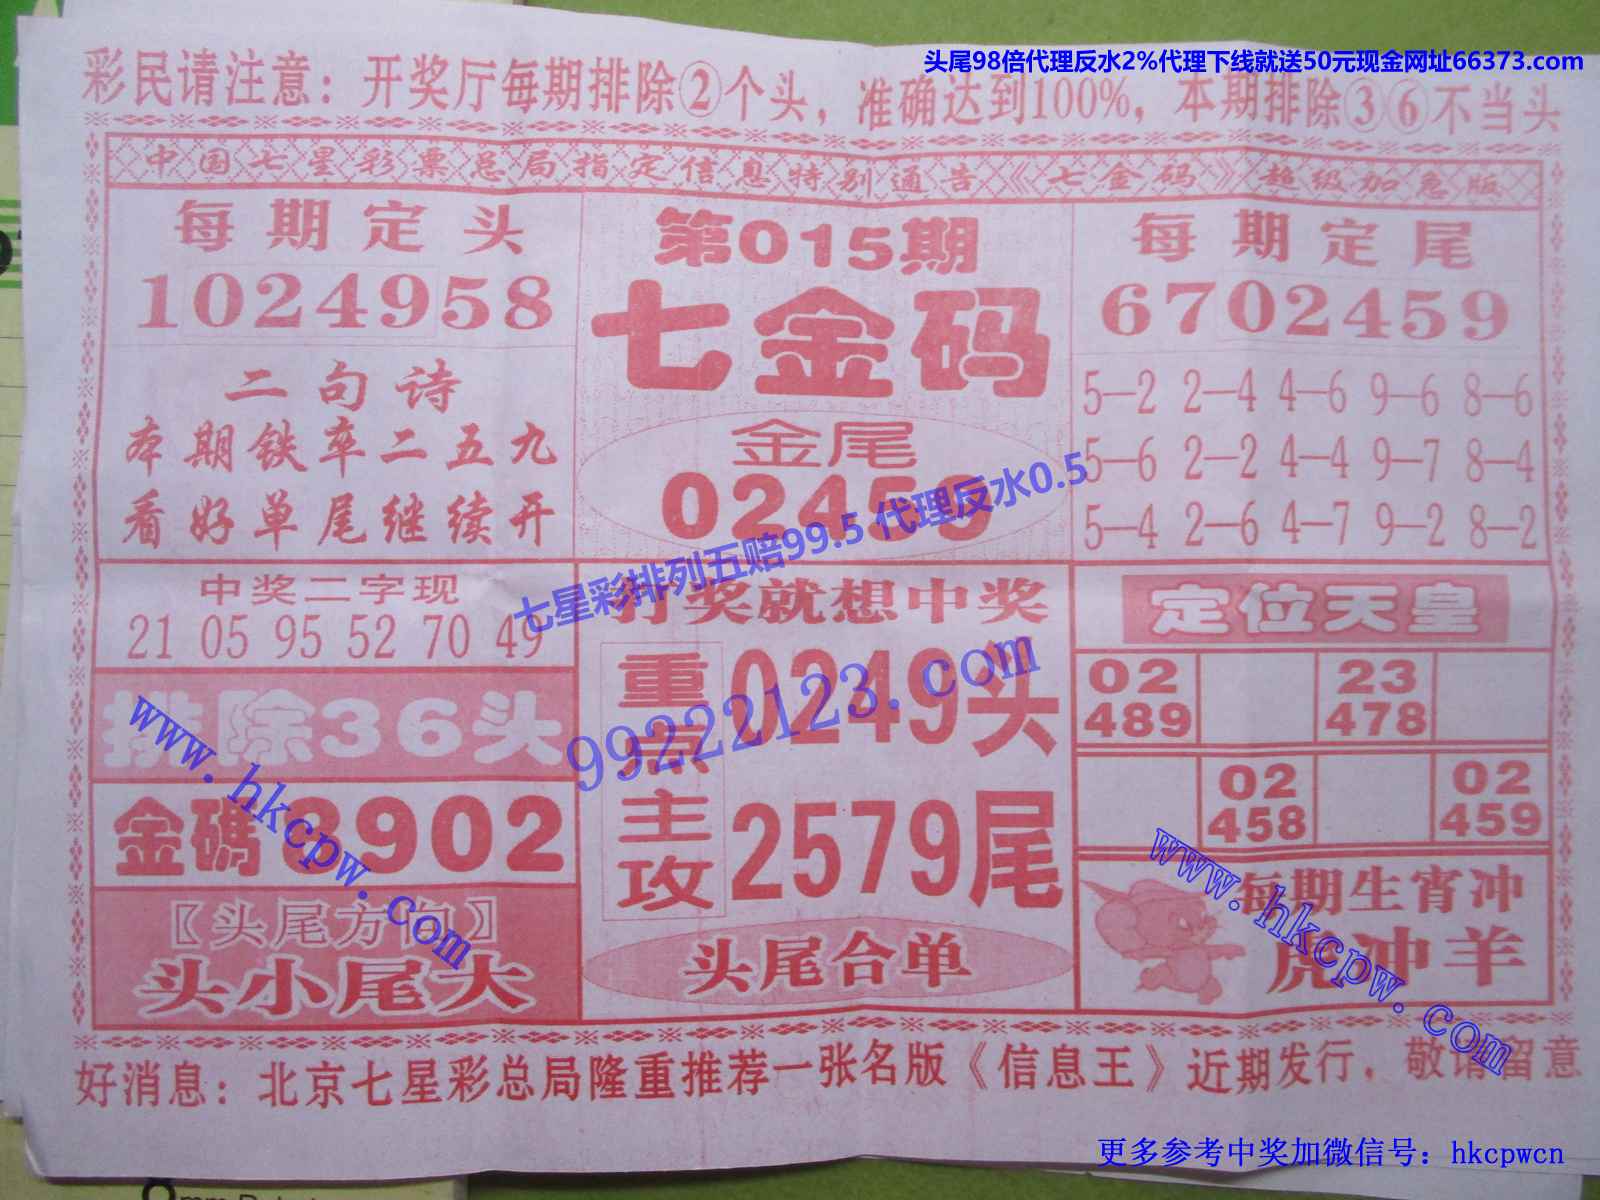 头尾98倍代理反水2%代理下线就送50元现金网址66373.com
彩民请注意：开奖厅每期排除②个头，准确达到100%，本期排除③⑥不当头
中国七星彩票总局指定信息特别通告《七金码》超级加急版
每期定头
1024958
二句诗
本期铁率二五九
看好单尾继续开
中奖二字现
21 05 95 52 70 49
排除36头
金碼8902
〖头尾方向〗
头小尾大
第015期
七金码
金尾
02459
打奖就想中奖
重点主攻
0249头
2579尾
头尾合单
每期定尾
6702459
5—2 2—4 4—6 9—6 8—6
5—6 2—2 4—4 9—7 8—4
5—4 2—6 4—7 9—2 8—2
定位天皇
02 23
489 478
02 02
458 459
每期生宵冲
虎冲羊
好消息：北京七星彩总局隆重推荐一张名版《信息王》近期发行，敬请留意
七星彩排列五赔99.5 代理反水0.5
99222123.com
www.hkcpw.com
www.hkcpw.com
更多参考中奖加微信号：hkcpwcn